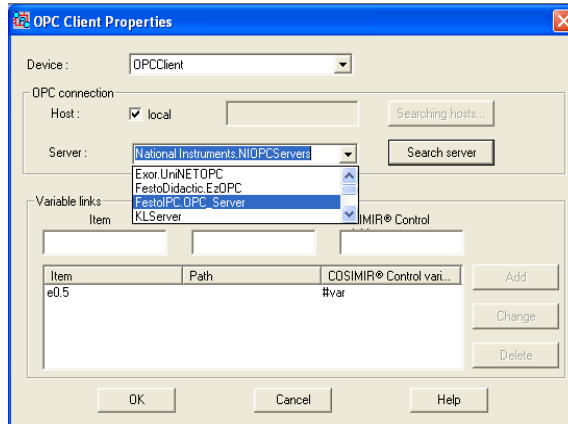 OPC Client Properties
Device : OPCClient
OPC connection
Host : local Searching hosts...
Server : National Instruments.NIOPCServers Search server
Exor.UniNETOPC
FestoDidactic.EzOPC
FestoIPC.OPC_Server
KLServer
Variable links
Item IMIR® Control
Item Path COSIMIR® Control vari... Add
e0.5 #var
Change
Delete
OK Cancel Help